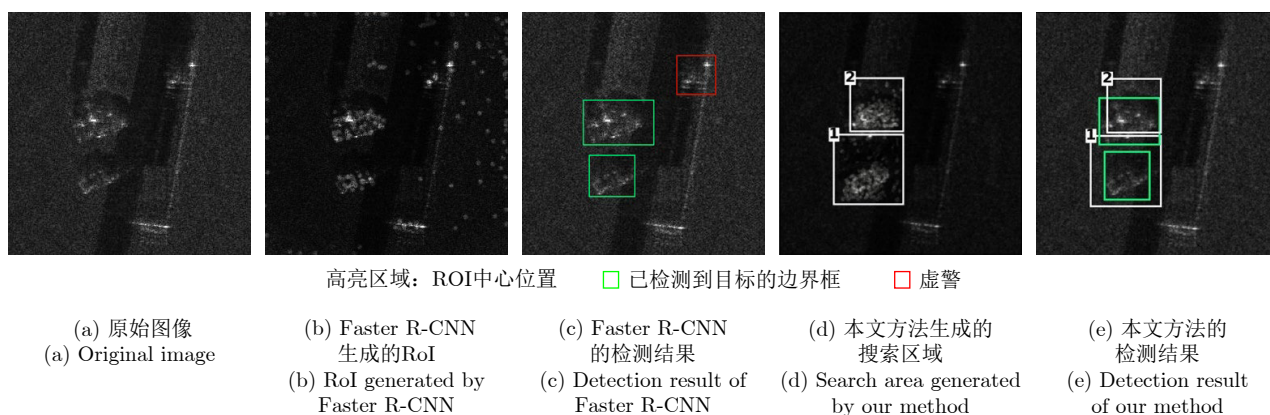 2
1
2
1
高亮区域：ROI中心位置
已检测到目标的边界框
虚警
(a) 原始图像
(a) Original image
(b) Faster R-CNN
生成的RoI
(b) RoI generated by
Faster R-CNN
(c) Faster R-CNN
的检测结果
(c) Detection result of
Faster R-CNN
(d) 本文方法生成的
搜索区域
(d) Search area generated
by our method
(e) 本文方法的
检测结果
(e) Detection result
of our method